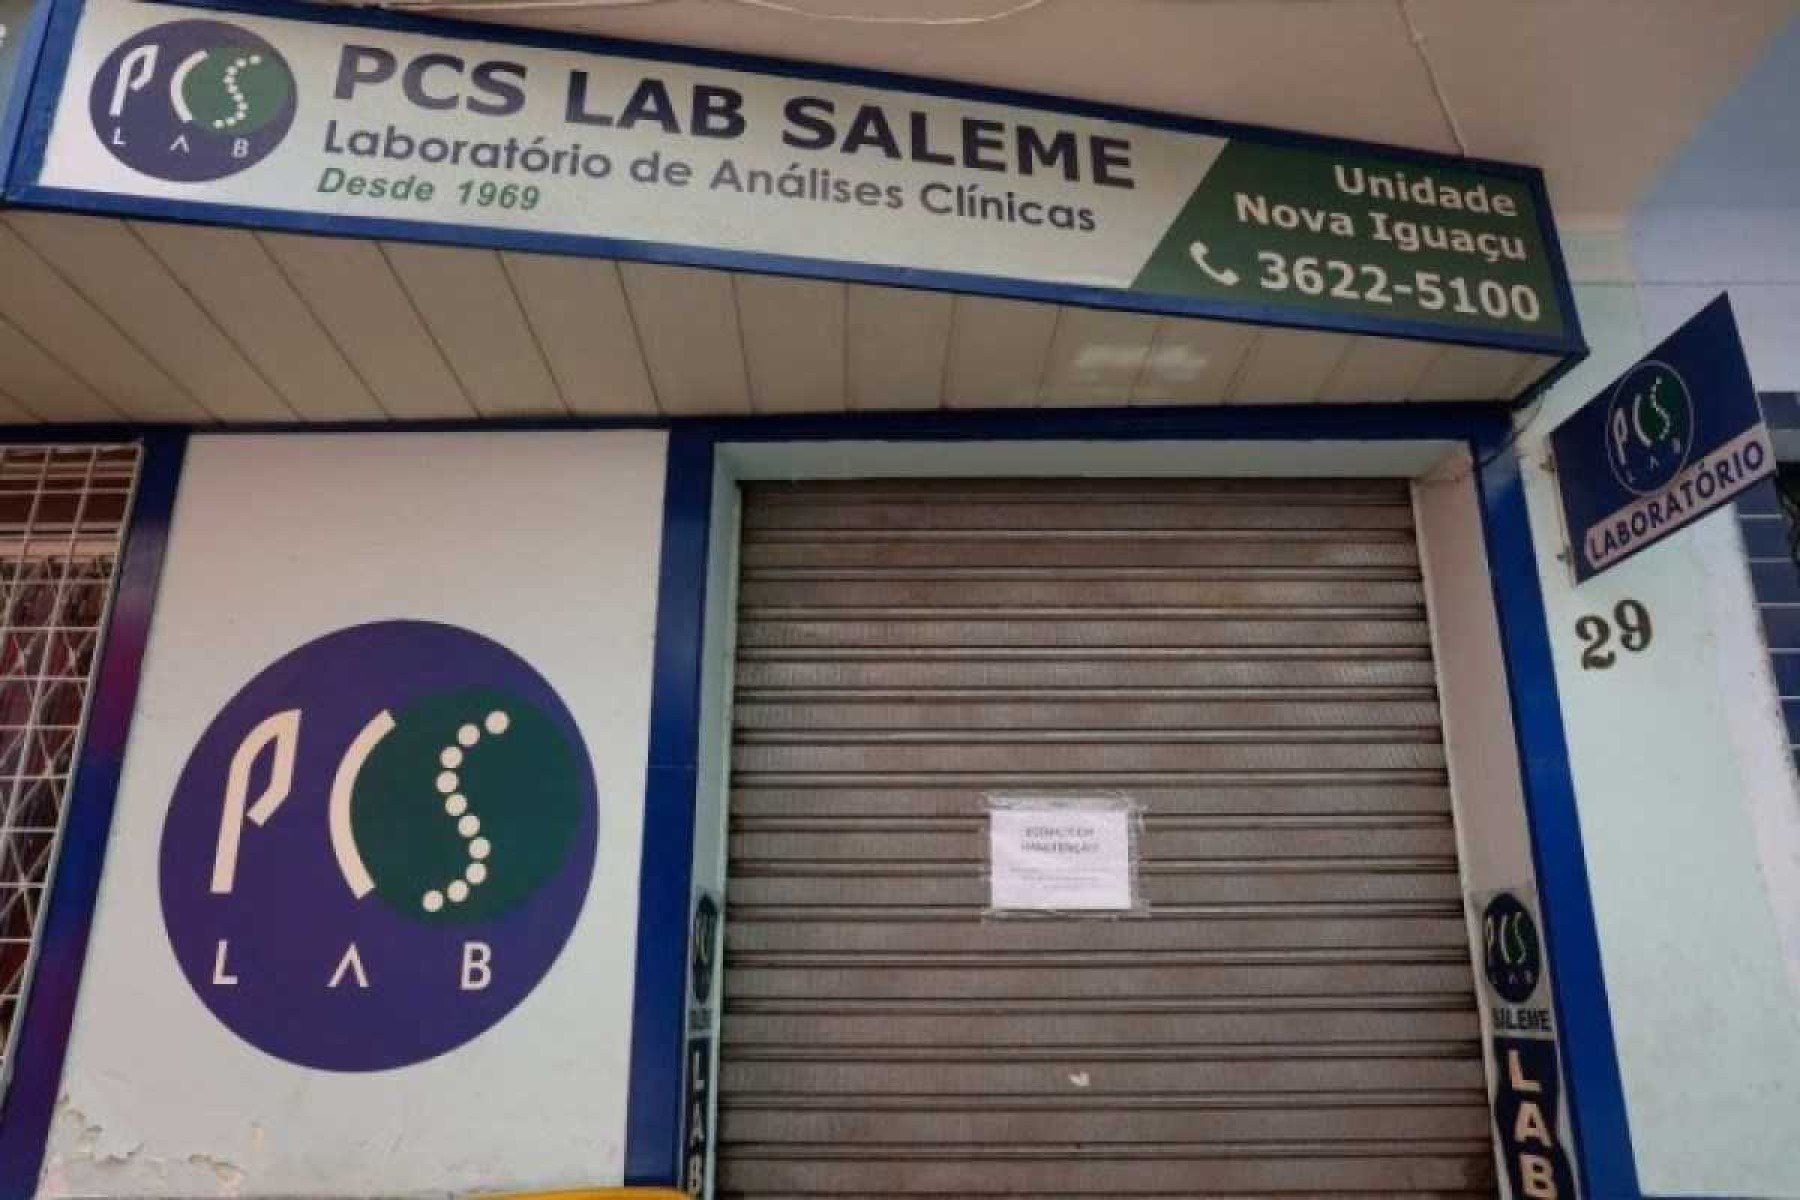 PCS
LAB
PCS LAB SALEME
Laboratório de Análises Clínicas
Desde 1969
Unidade
Nova Iguaçu
3622-5100
PCS
LAB
LABORATÓRIO
29
PCS
LAB
PCS
LAB
PCS
SALEME
LAB